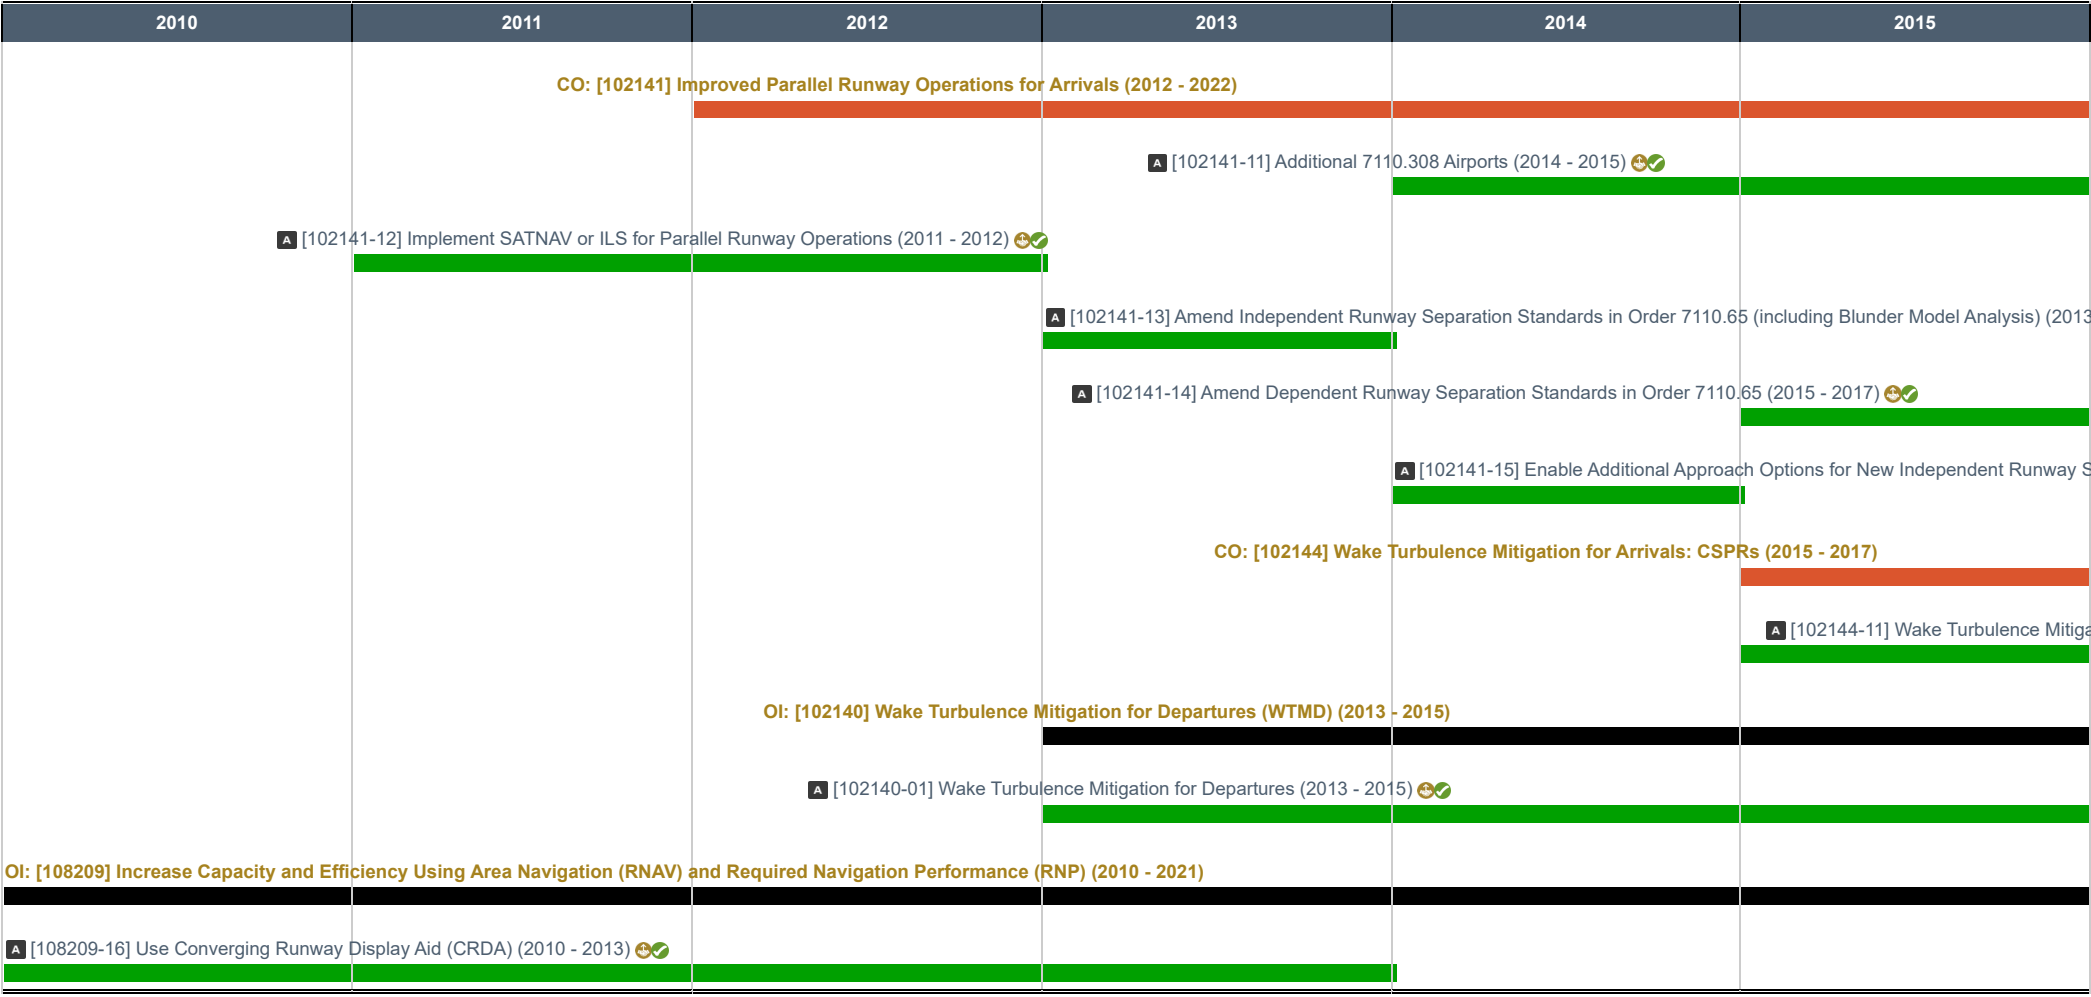 2010 2011 2012 2013 2014 2015
CO: [102141] Improved Parallel Runway Operations for Arrivals (2012 - 2022)
A [102141-11] Additional 7110.308 Airports (2014 - 2015)
A [102141-12] Implement SATNAV or ILS for Parallel Runway Operations (2011 - 2012)
A [102141-13] Amend Independent Runway Separation Standards in Order 7110.65 (including Blunder Model Analysis) (2013
A [102141-14] Amend Dependent Runway Separation Standards in Order 7110.65 (2015 - 2017)
A [102141-15] Enable Additional Approach Options for New Independent Runway S
CO: [102144] Wake Turbulence Mitigation for Arrivals: CSPRs (2015 - 2017)
A [102144-11] Wake Turbulence Mitiga
OI: [102140] Wake Turbulence Mitigation for Departures (WTMD) (2013 - 2015)
A [102140-01] Wake Turbulence Mitigation for Departures (2013 - 2015)
OI: [108209] Increase Capacity and Efficiency Using Area Navigation (RNAV) and Required Navigation Performance (RNP) (2010 - 2021)
A [108209-16] Use Converging Runway Display Aid (CRDA) (2010 - 2013)